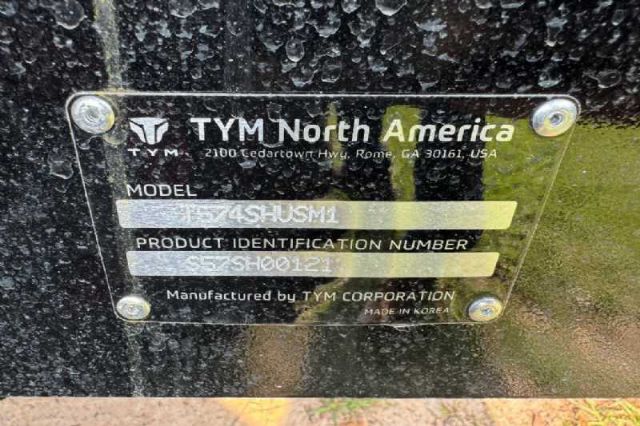 TYM North America
TYM
2100 Cedartown Hwy, Rome, GA 30161, USA
MODEL
T574SHUSM1
PRODUCT IDENTIFICATION NUMBER
S57SH00121
Manufactured by TYM CORPORATION
MADE IN KOREA